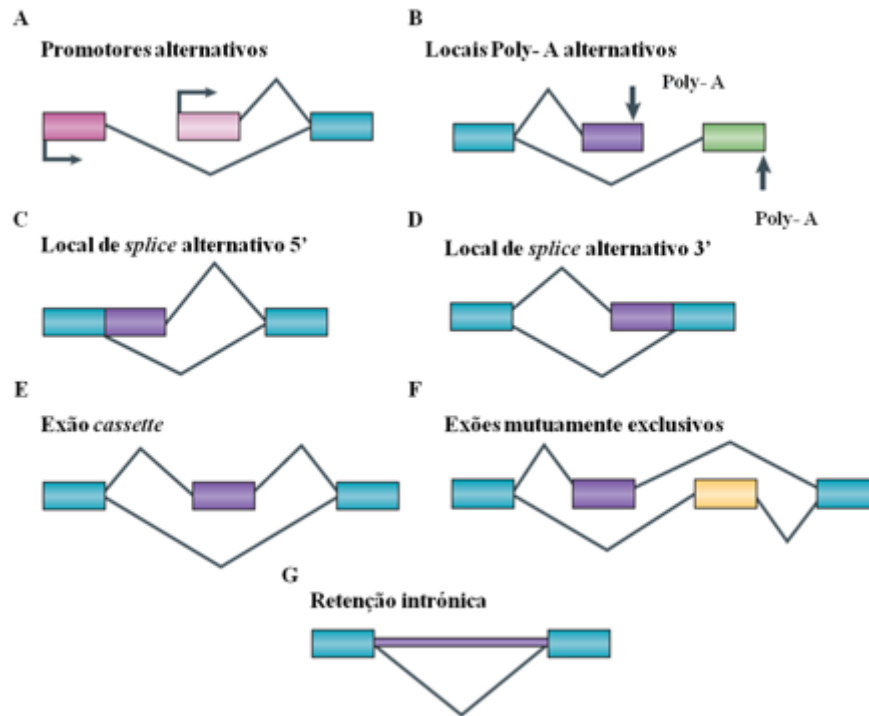 A
Promotores alternativos
B
Locais Poly- A alternativos
Poly- A
Poly- A
C
Local de splice alternativo 5’
D
Local de splice alternativo 3’
E
Exão cassette
F
Exões mutuamente exclusivos
G
Retenção intrónica